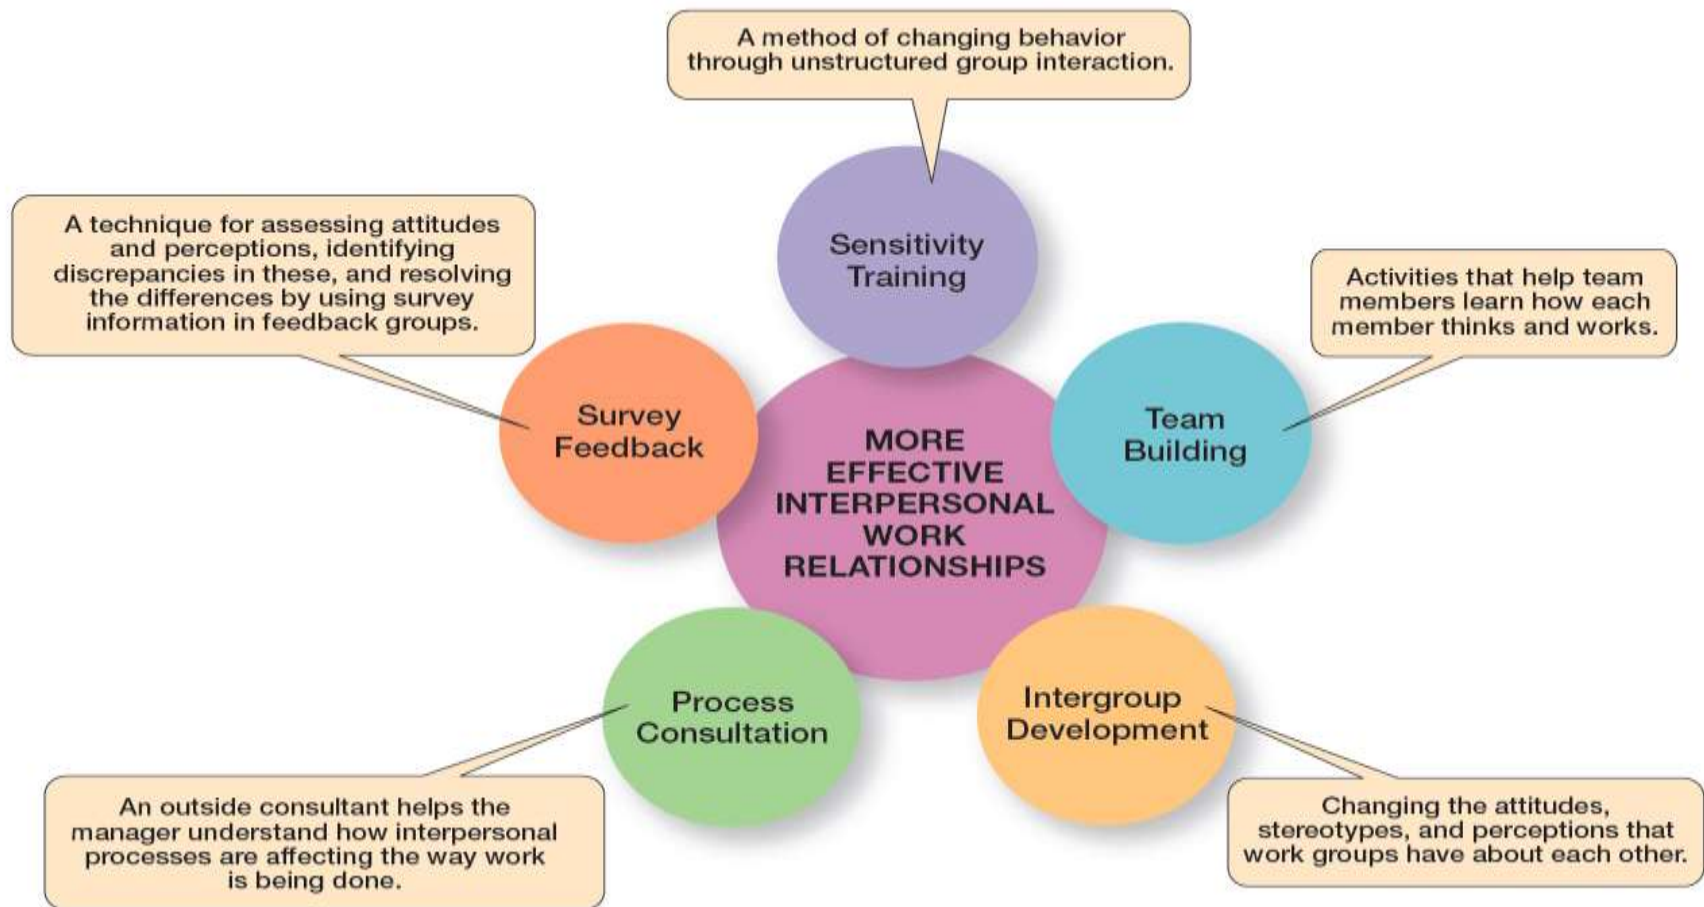 A method of changing behavior
through unstructured group interaction.
Sensitivity
Training
A technique for assessing attitudes
and perceptions, identifying
discrepancies in these, and resolving
the differences by using survey
information in feedback groups.
Survey
Feedback
Activities that help team
members learn how each
member thinks and works.
Team
Building
MORE
EFFECTIVE
INTERPERSONAL
WORK
RELATIONSHIPS
Process
Consultation
An outside consultant helps the
manager understand how interpersonal
processes are affecting the way work
is being done.
Intergroup
Development
Changing the attitudes,
stereotypes, and perceptions that
work groups have about each other.